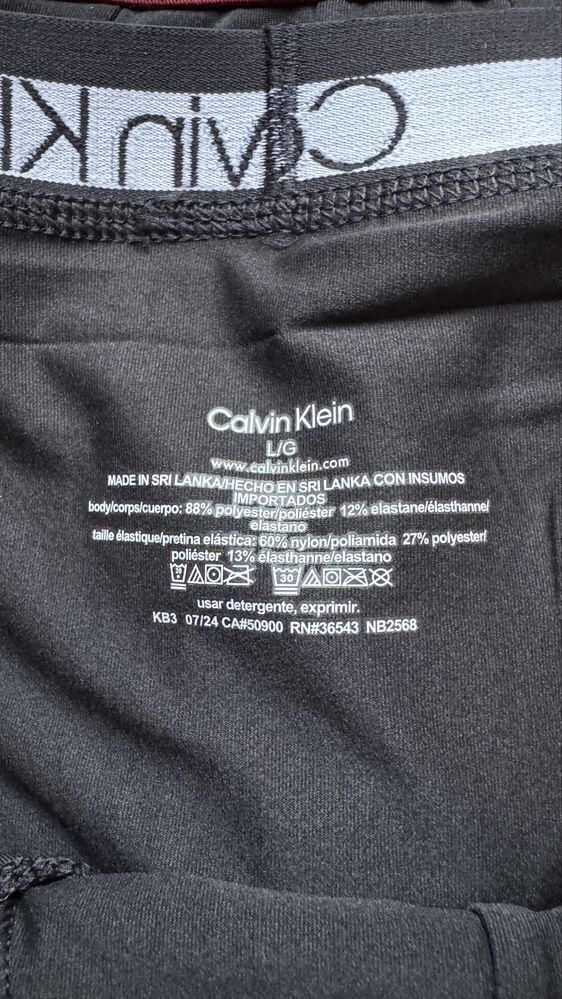 Calvin Kl
Calvin Klein
L/G
www.calvinklein.com
MADE IN SRI LANKA/HECHO EN SRI LANKA CON INSUMOS
IMPORTADOS
body/corps/cuerpo: 88% polyester/poliéster 12% elastane/élasthanne/
elastano
taille élastique/pretina elástica: 60% nylon/poliamida 27% polyester/
poliéster 13% élasthanne/elastano
30
usar detergente, exprimir.
KB3 07/24 CA#50900 RN#36543 NB2568